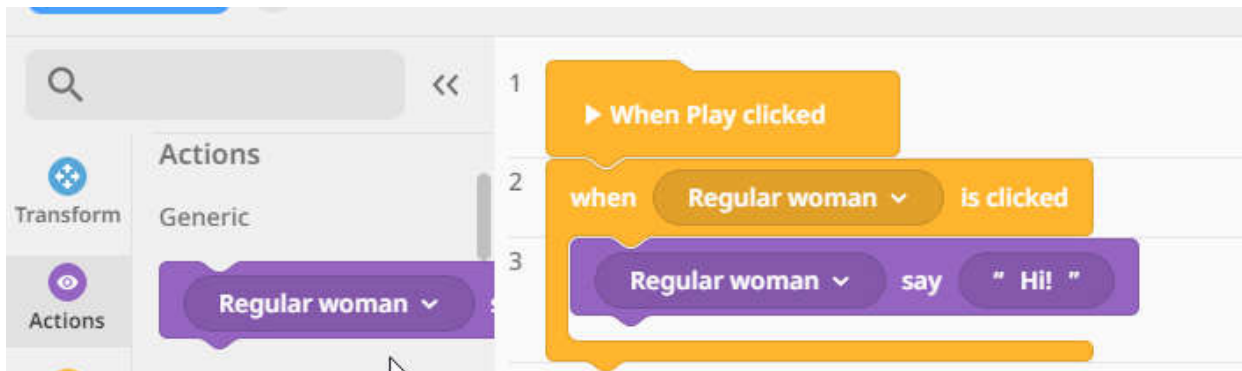 1
When Play clicked
Actions
2
when Regular woman is clicked
Transform
Generic
3
Regular woman say " Hi! "
Regular woman
Actions